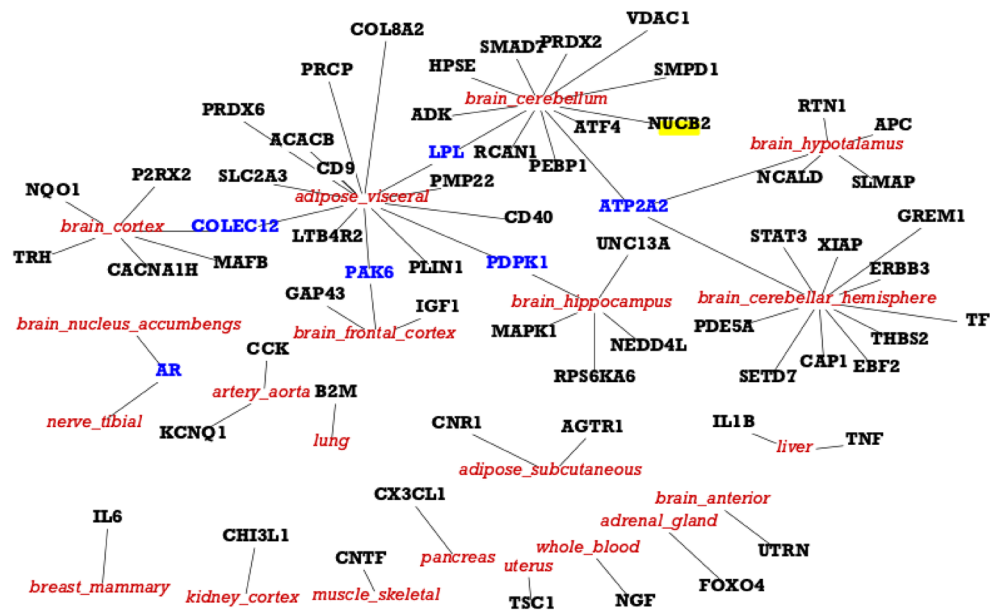 VDAC1
COL8A2
SMAD7
PRDX2
HPSE
PRCP
SMPD1
brain_cerebellum
RTN1
PRDX6
ADK
NUCB2
APC
ATF4
ACACB
brain_hypotalamus
LPL
RCAN1
PEBP1
CD9
SLC2A3
P2RX2
PMP22
NCALD
SLMAP
NQO1
adipose_visceral
ATP2A2
CD40
GREM1
brain_cortex
COLEC12
LTB4R2
UNC13A
STAT3
XIAP
TRH
MAFB
CACNA1H
PAK6
PLIN1
PDPK1
ERBB3
GAP43
IGF1
brain_hippocampus
brain_cerebellar_hemisphere
brain_nucleus_accumbengs
brain_frontal_cortex
MAPK1
PDE5A
TF
CCK
NEDD4L
THBS2
AR
CAP1
EBF2
RPS6KA6
SETD7
artery_aorta
B2M
nerve_tibial
KCNQ1
lung
CNR1
AGTR1
IL1B
liver
TNF
adipose_subcutaneous
CX3CL1
brain_anterior
IL6
adrenal_gland
CHI3L1
whole_blood
UTRN
CNTF
pancreas
uterus
breast_mammary
kidney_cortex
muscle_skeletal
FOXO4
TSC1
NGF